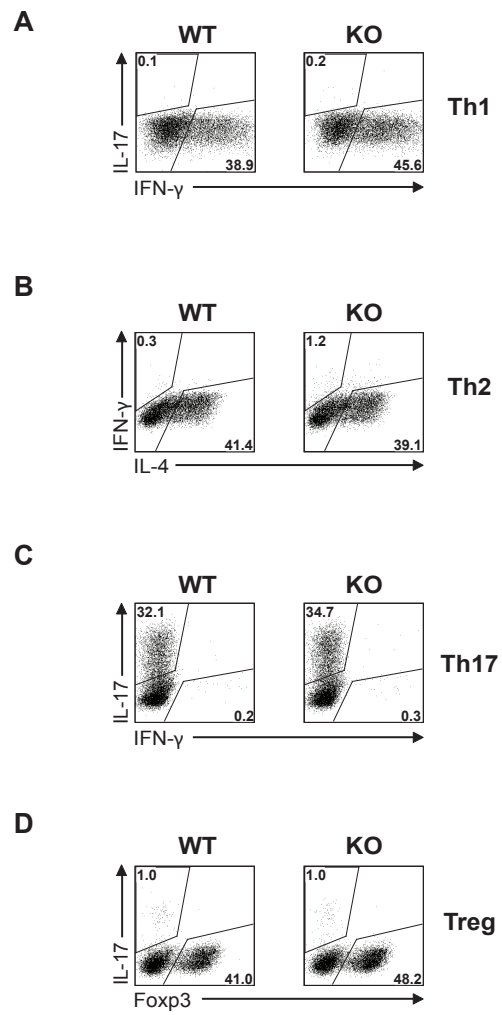 A
WT KO
0.1 0.2
IL-17
Th1
38.9 45.6
IFN-γ
B
WT KO
0.3 1.2
IFN-γ
Th2
41.4 39.1
IL-4
C
WT KO
32.1 34.7
IL-17
Th17
0.2 0.3
IFN-γ
D
WT KO
1.0 1.0
IL-17
Treg
41.0 48.2
Foxp3